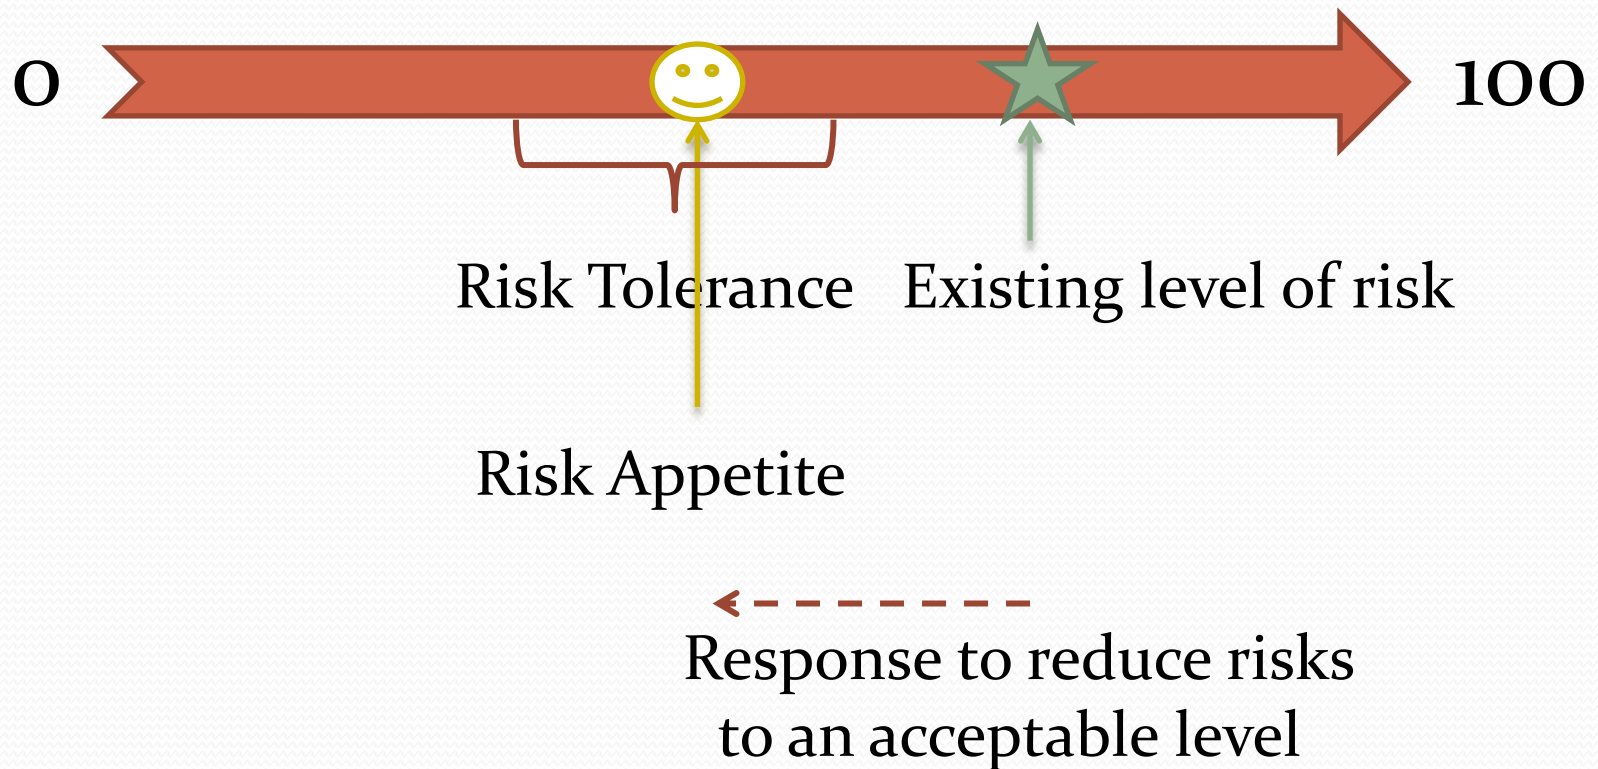 0
100
Risk Tolerance
Existing level of risk
Risk Appetite
Response to reduce risks
to an acceptable level